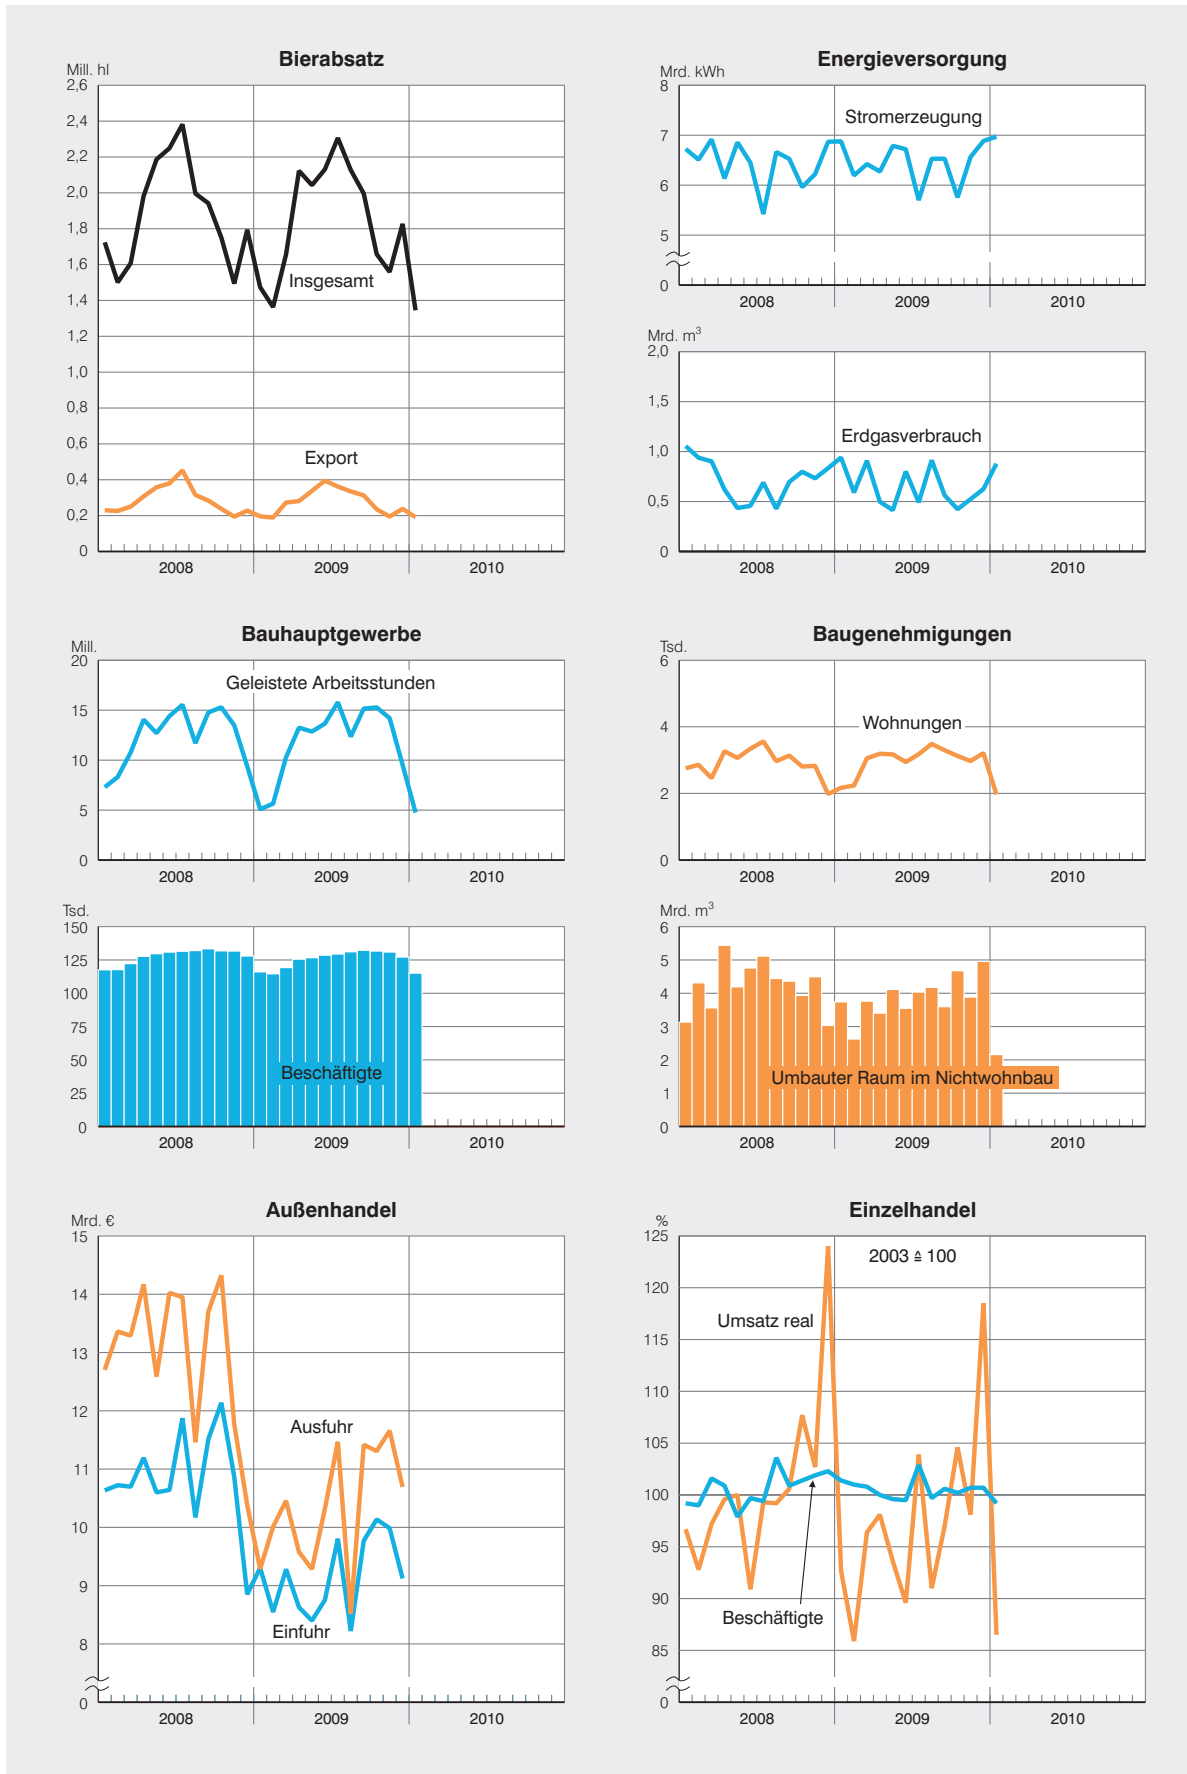 Bierabsatz
Mill. hl
2,6
2,4
2,2
2,0
1,8
1,6
1,4
1,2
1,0
0,8
0,6
0,4
0,2
0
Insgesamt
Export
2008 2009 2010
Energieversorgung
Mrd. kWh
8
7
6
5
0
Stromerzeugung
2008 2009 2010
Mrd. m³
2,0
1,5
1,0
0,5
0
Erdgasverbrauch
2008 2009 2010
Bauhauptgewerbe
Mill.
20
15
10
5
0
Geleistete Arbeitsstunden
2008 2009 2010
Tsd.
150
125
100
75
50
25
0
Beschäftigte
2008 2009 2010
Baugenehmigungen
Tsd.
6
4
2
0
Wohnungen
2008 2009 2010
Mrd. m³
6
5
4
3
2
1
0
Umbauter Raum im Nichtwohnbau
2008 2009 2010
Außenhandel
Mrd. €
15
14
13
12
11
10
9
8
0
Ausfuhr
Einfuhr
2008 2009 2010
Einzelhandel
%
125
120
115
110
105
100
95
90
85
0
2003 ≙ 100
Umsatz real
Beschäftigte
2008 2009 2010